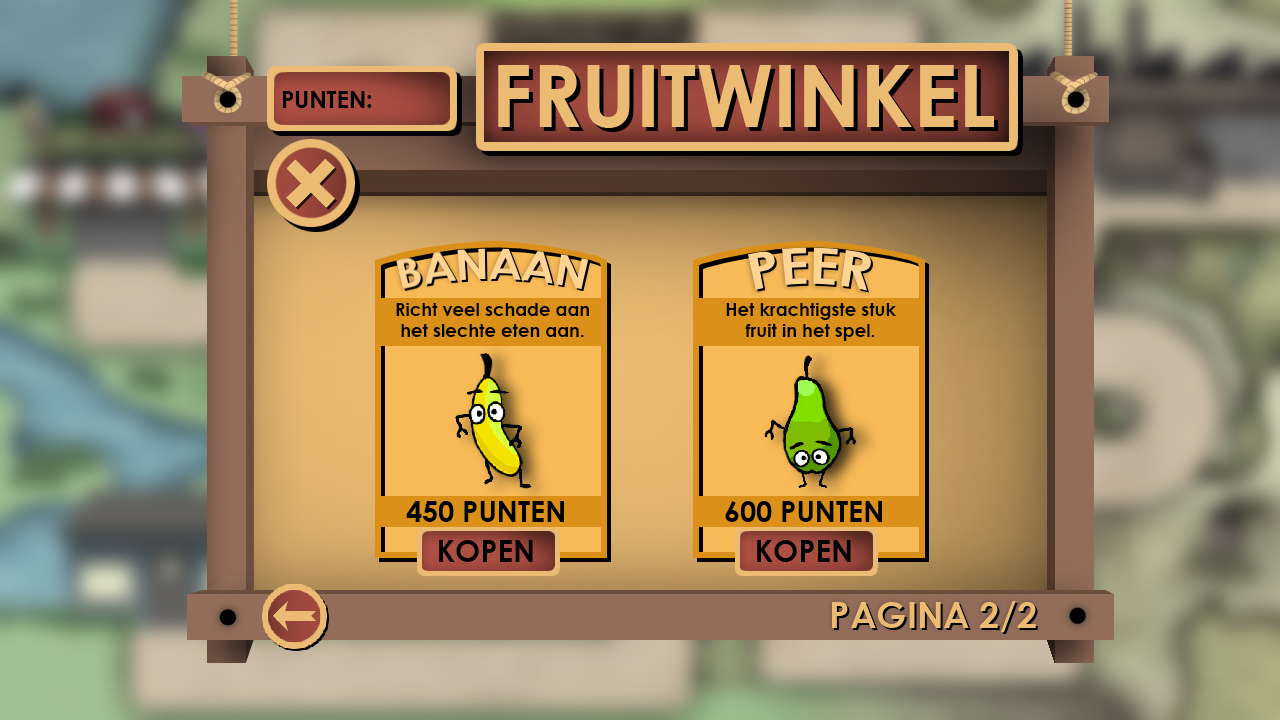 PUNTEN:
FRUITWINKEL
BANAAN
Richt veel schade aan
het slechte eten aan.
450 PUNTEN
KOPEN
PEER
Het krachtigste stuk
fruit in het spel.
600 PUNTEN
KOPEN
PAGINA 2/2